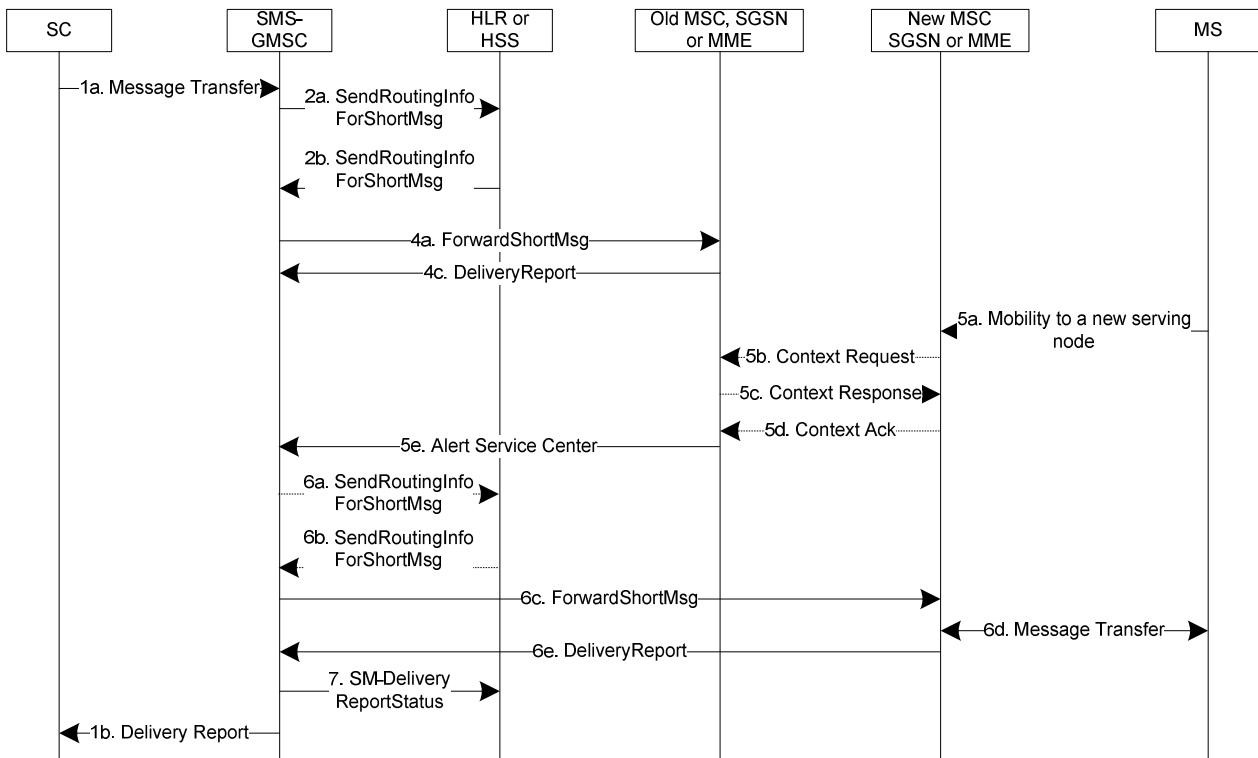 SC
SMS-
GMSC
HLR or
HSS
Old MSC, SGSN
or MME
New MSC
SGSN or MME
MS
1a. Message Transfer
2a. SendRoutingInfo
ForShortMsg
2b. SendRoutingInfo
ForShortMsg
4a. ForwardShortMsg
4c. DeliveryReport
5a. Mobility to a new serving
node
5b. Context Request
5c. Context Response
5d. Context Ack
5e. Alert Service Center
6a. SendRoutingInfo
ForShortMsg
6b. SendRoutingInfo
ForShortMsg
6c. ForwardShortMsg
6d. Message Transfer
6e. DeliveryReport
7. SM-Delivery
ReportStatus
1b. Delivery Report